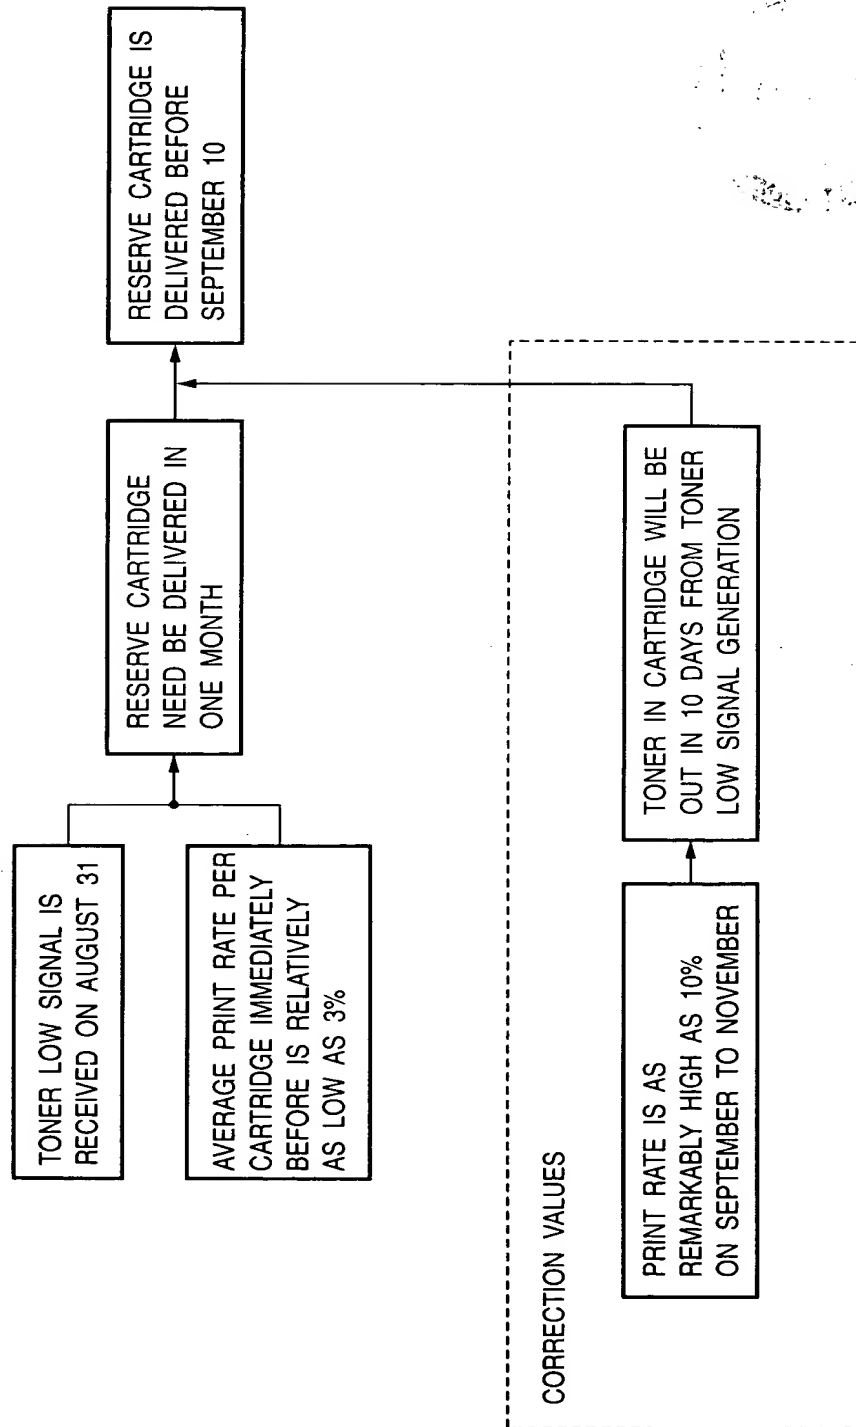 TONER LOW SIGNAL IS
RECEIVED ON AUGUST 31
AVERAGE PRINT RATE PER
CARTRIDGE IMMEDIATELY
BEFORE IS RELATIVELY
AS LOW AS 3%
RESERVE CARTRIDGE
NEED BE DELIVERED IN
ONE MONTH
RESERVE CARTRIDGE IS
DELIVERED BEFORE
SEPTEMBER 10
CORRECTION VALUES
PRINT RATE IS AS
REMARKABLY HIGH AS 10%
ON SEPTEMBER TO NOVEMBER
TONER IN CARTRIDGE WILL BE
OUT IN 10 DAYS FROM TONER
LOW SIGNAL GENERATION